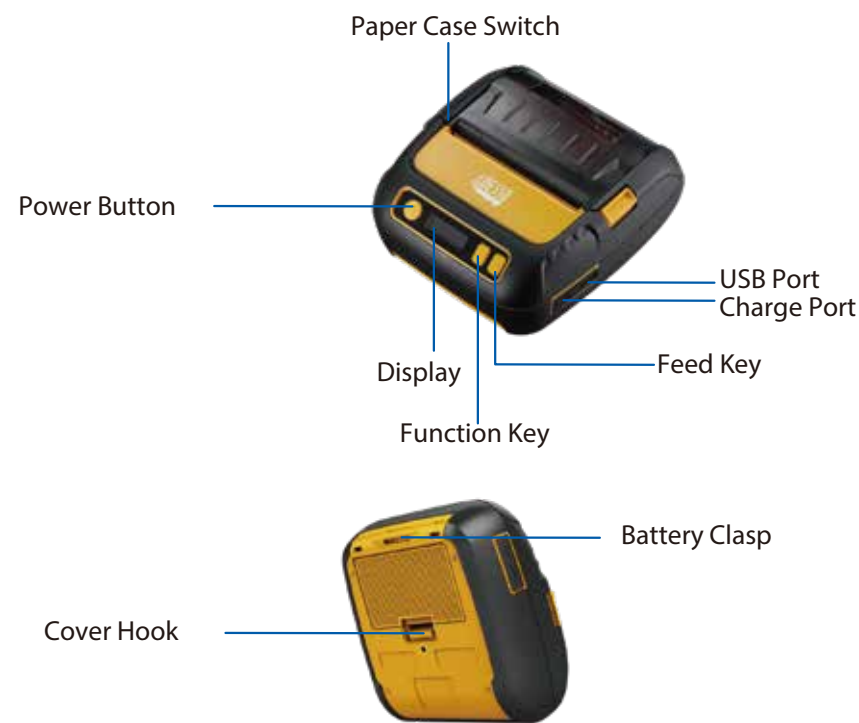 Paper Case Switch
Power Button
USB Port
Charge Port
Feed Key
Display
Function Key
Battery Clasp
Cover Hook